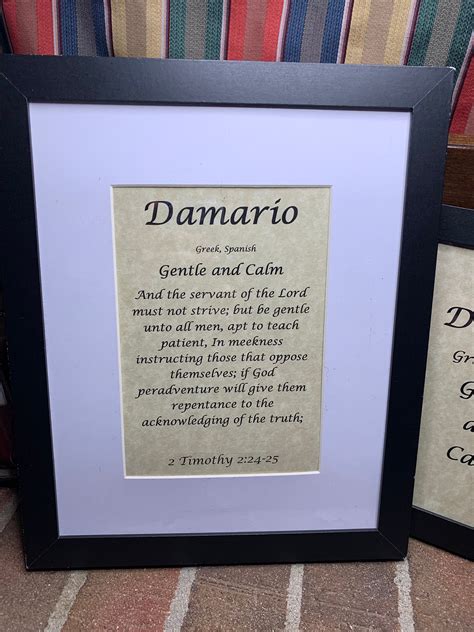 Damario
Greek, Spanish
Gentle and Calm
And the servant of the Lord
must not strive; but be gentle
unto all men, apt to teach
patient, In meekness
instructing those that oppose
themselves; if God
peradventure will give them
repentance to the
acknowledging of the truth;
2 Timothy 2:24-25
D
Gr
G
a
Ca